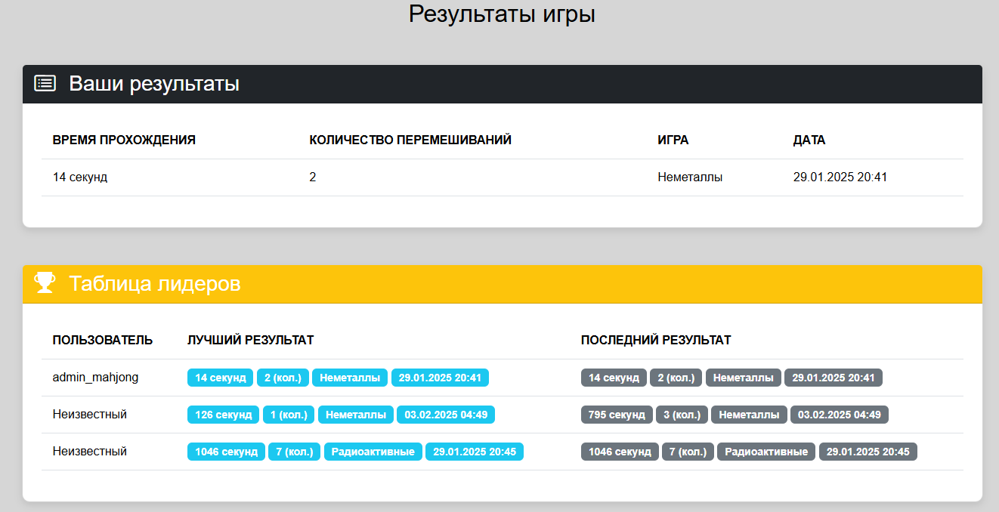 Результаты игры
Ваши результаты
ВРЕМЯ ПРОХОЖДЕНИЯ КОЛИЧЕСТВО ПЕРЕМЕШИВАНИЙ ИГРА ДАТА
14 секунд 2 Неметаллы 29.01.2025 20:41
Таблица лидеров
ПОЛЬЗОВАТЕЛЬ ЛУЧШИЙ РЕЗУЛЬТАТ ПОСЛЕДНИЙ РЕЗУЛЬТАТ
admin_mahjong 14 секунд 2 (кол.) Неметаллы 29.01.2025 20:41 14 секунд 2 (кол.) Неметаллы 29.01.2025 20:41
Неизвестный 126 секунд 1 (кол.) Неметаллы 03.02.2025 04:49 795 секунд 3 (кол.) Неметаллы 03.02.2025 04:49
Неизвестный 1046 секунд 7 (кол.) Радиоактивные 29.01.2025 20:45 1046 секунд 7 (кол.) Радиоактивные 29.01.2025 20:45